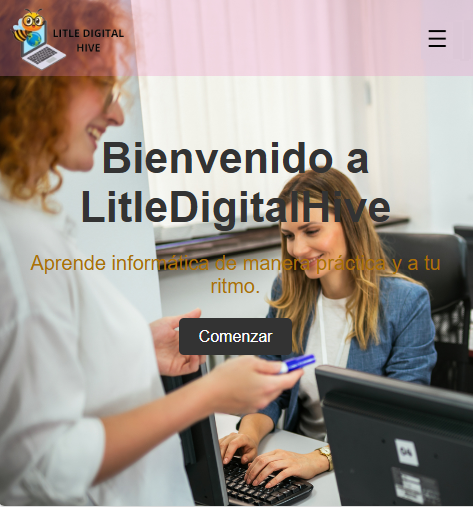 LITLE DIGITAL
HIVE
☰
Bienvenido a
LitleDigitalHive
Aprende informática de manera práctica y a tu
ritmo.
Comenzar